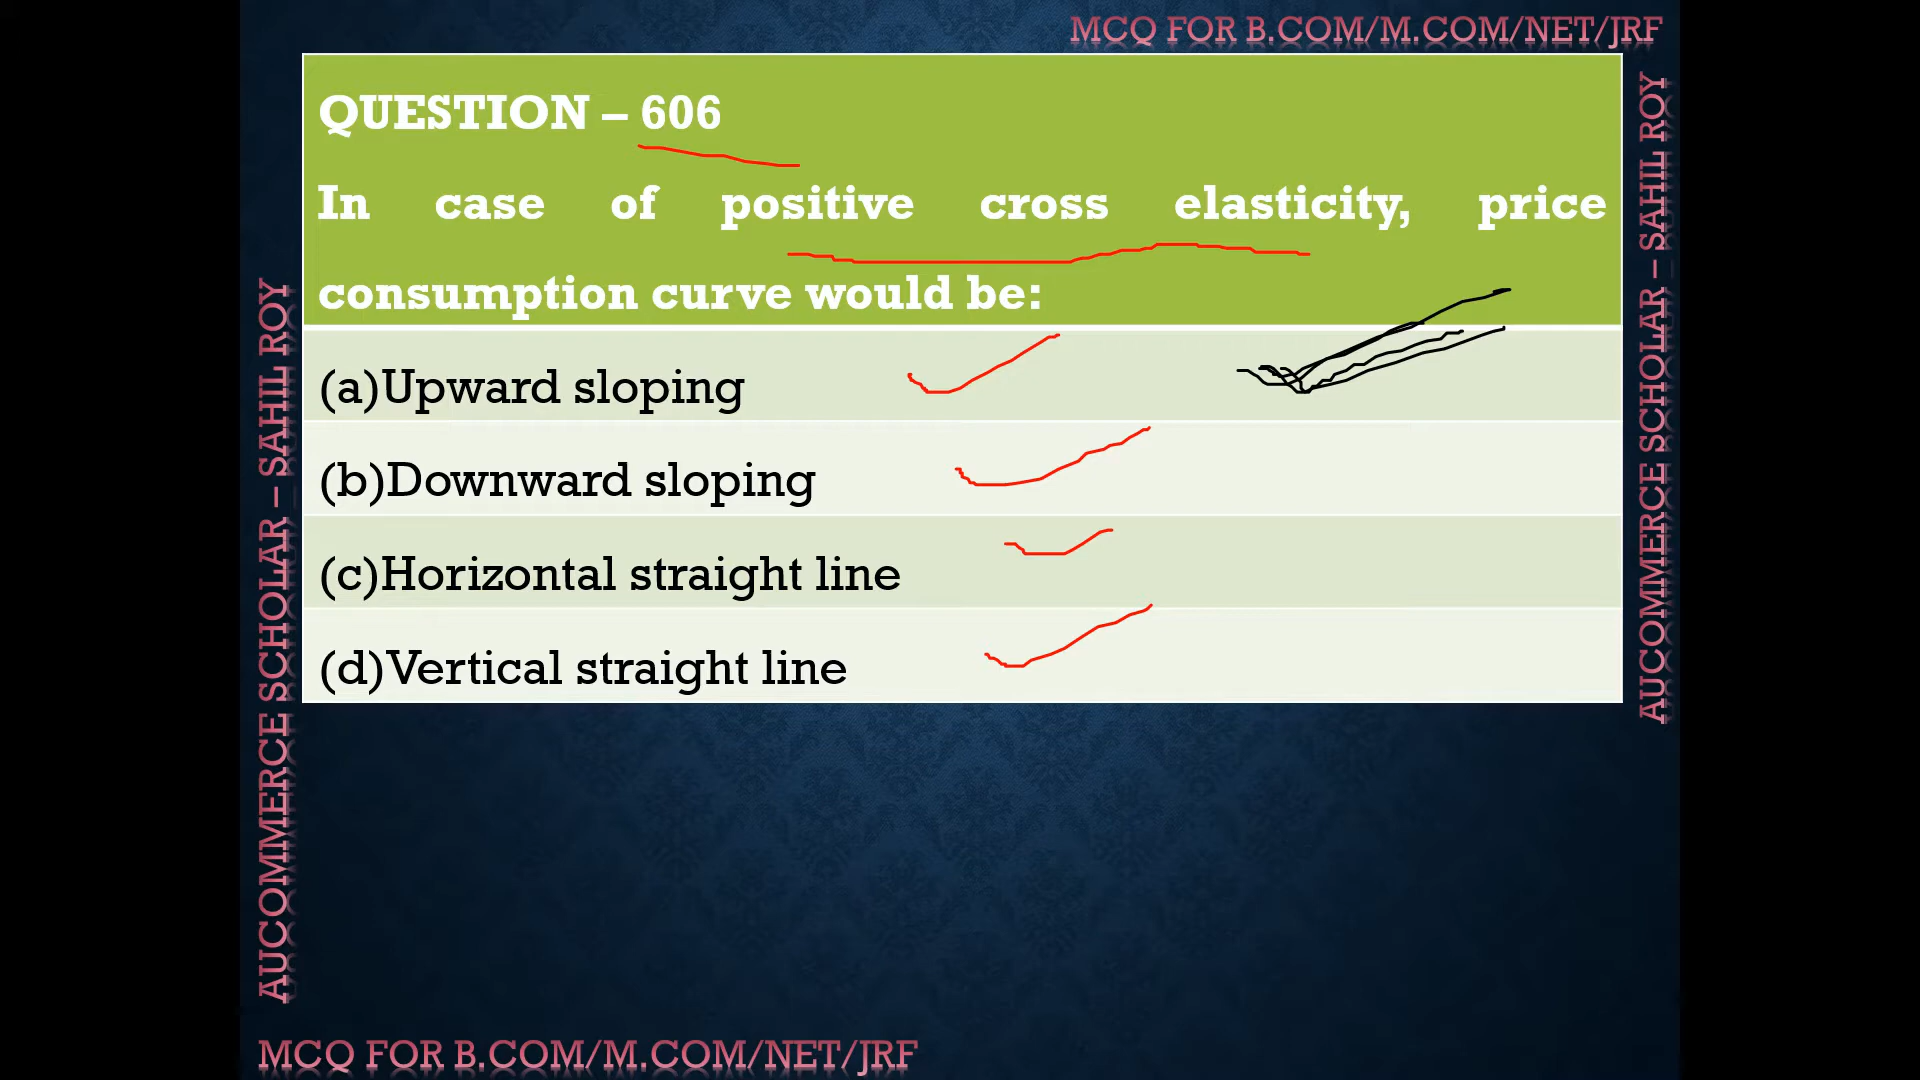 MCQ FOR B.COM/M.COM/NET/JRF
QUESTION – 606
In case of positive cross elasticity, price
consumption curve would be:
(a)Upward sloping
(b)Downward sloping
(c)Horizontal straight line
(d)Vertical straight line
AUCOMMERCE SCHOLAR – SAHIL ROY
AUCOMMERCE SCHOLAR – SAHIL ROY
MCQ FOR B.COM/M.COM/NET/JRF